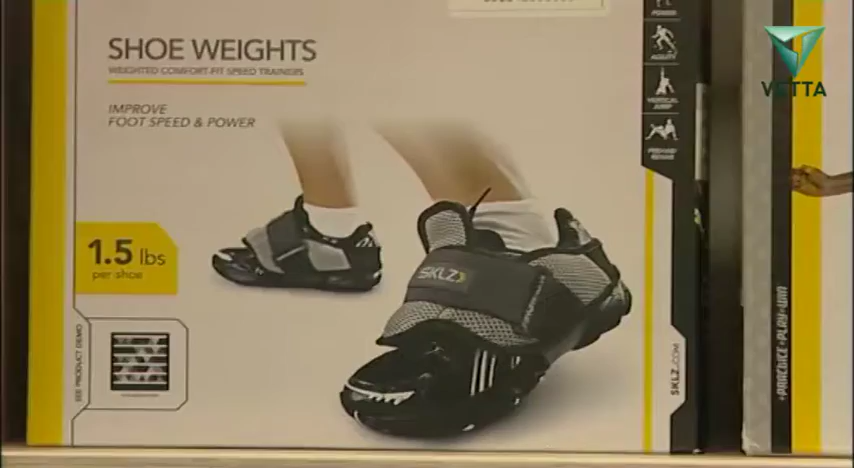 SHOE WEIGHTS
WEIGHTED COMFORT-FIT SPEED TRAINERS
IMPROVE
FOOT SPEED & POWER
1.5 lbs
per shoe
SEE PRODUCT DEMO
SKLZ
SKLZ.COM
POWER
AGILITY
VERTICAL
JUMP
+PRACTICE+PLAY+WIN
VETTA